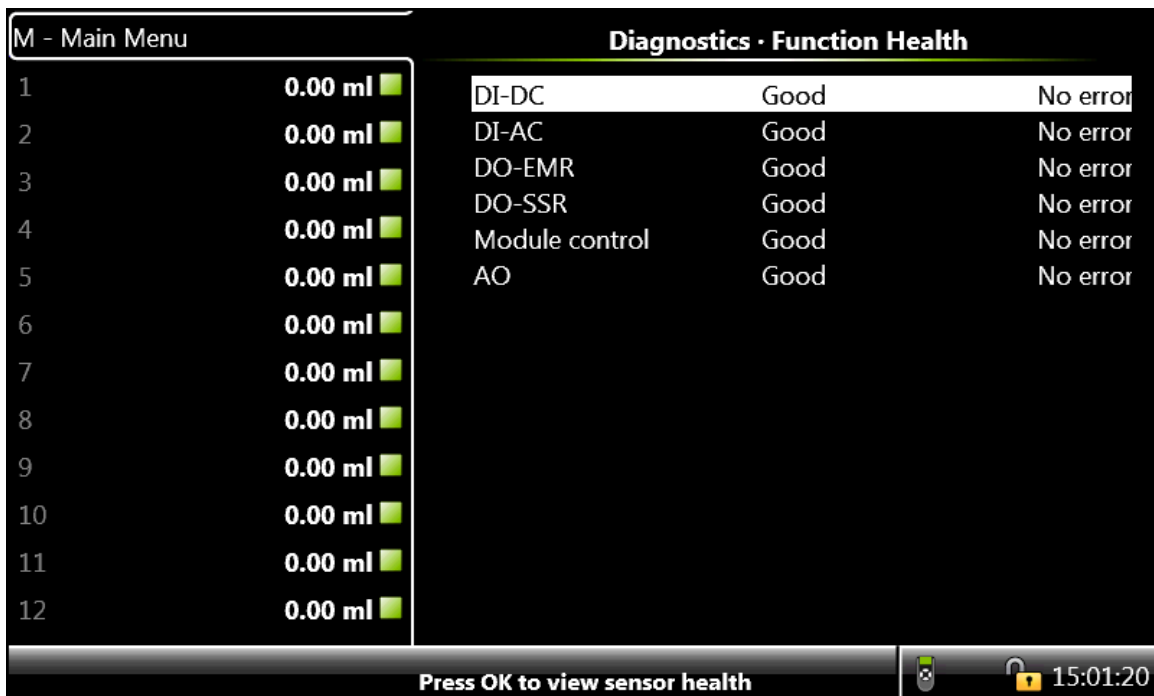 M - Main Menu
Diagnostics · Function Health
1 0.00 ml
2 0.00 ml
3 0.00 ml
4 0.00 ml
5 0.00 ml
6 0.00 ml
7 0.00 ml
8 0.00 ml
9 0.00 ml
10 0.00 ml
11 0.00 ml
12 0.00 ml
DI-DC Good No error
DI-AC Good No error
DO-EMR Good No error
DO-SSR Good No error
Module control Good No error
AO Good No error
Press OK to view sensor health
15:01:20